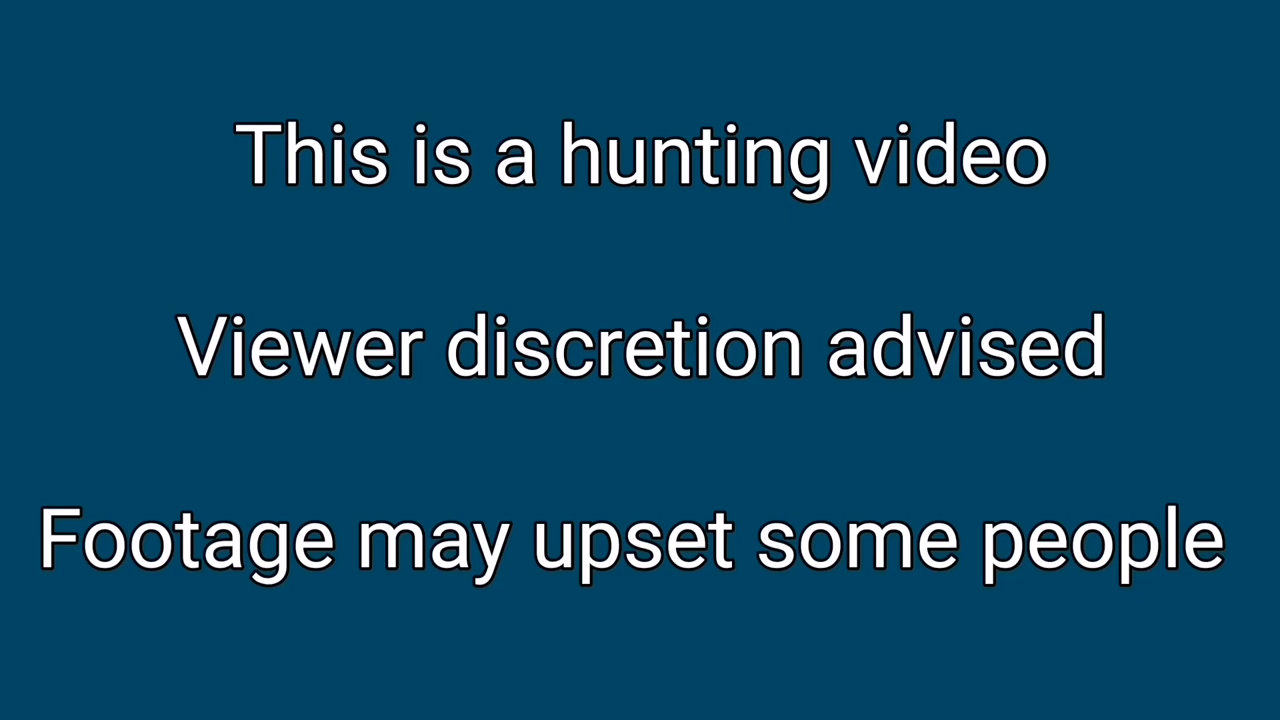 This is a hunting video
Viewer discretion advised
Footage may upset some people